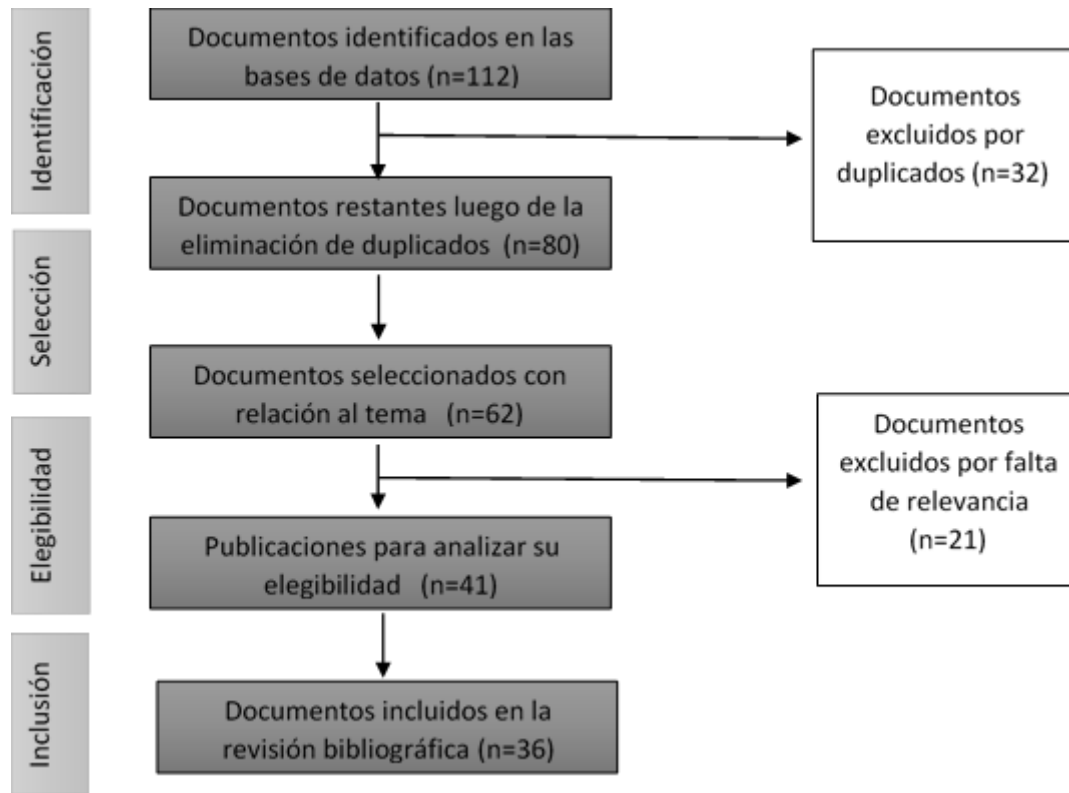 Identificación
Documentos identificados en las
bases de datos (n=112)
Documentos
excluidos por
duplicados (n=32)
Documentos restantes luego de la
eliminación de duplicados (n=80)
Selección
Documentos seleccionados con
relación al tema (n=62)
Documentos
excluidos por falta
de relevancia
(n=21)
Elegibilidad
Publicaciones para analizar su
elegibilidad (n=41)
Inclusión
Documentos incluidos en la
revisión bibliográfica (n=36)